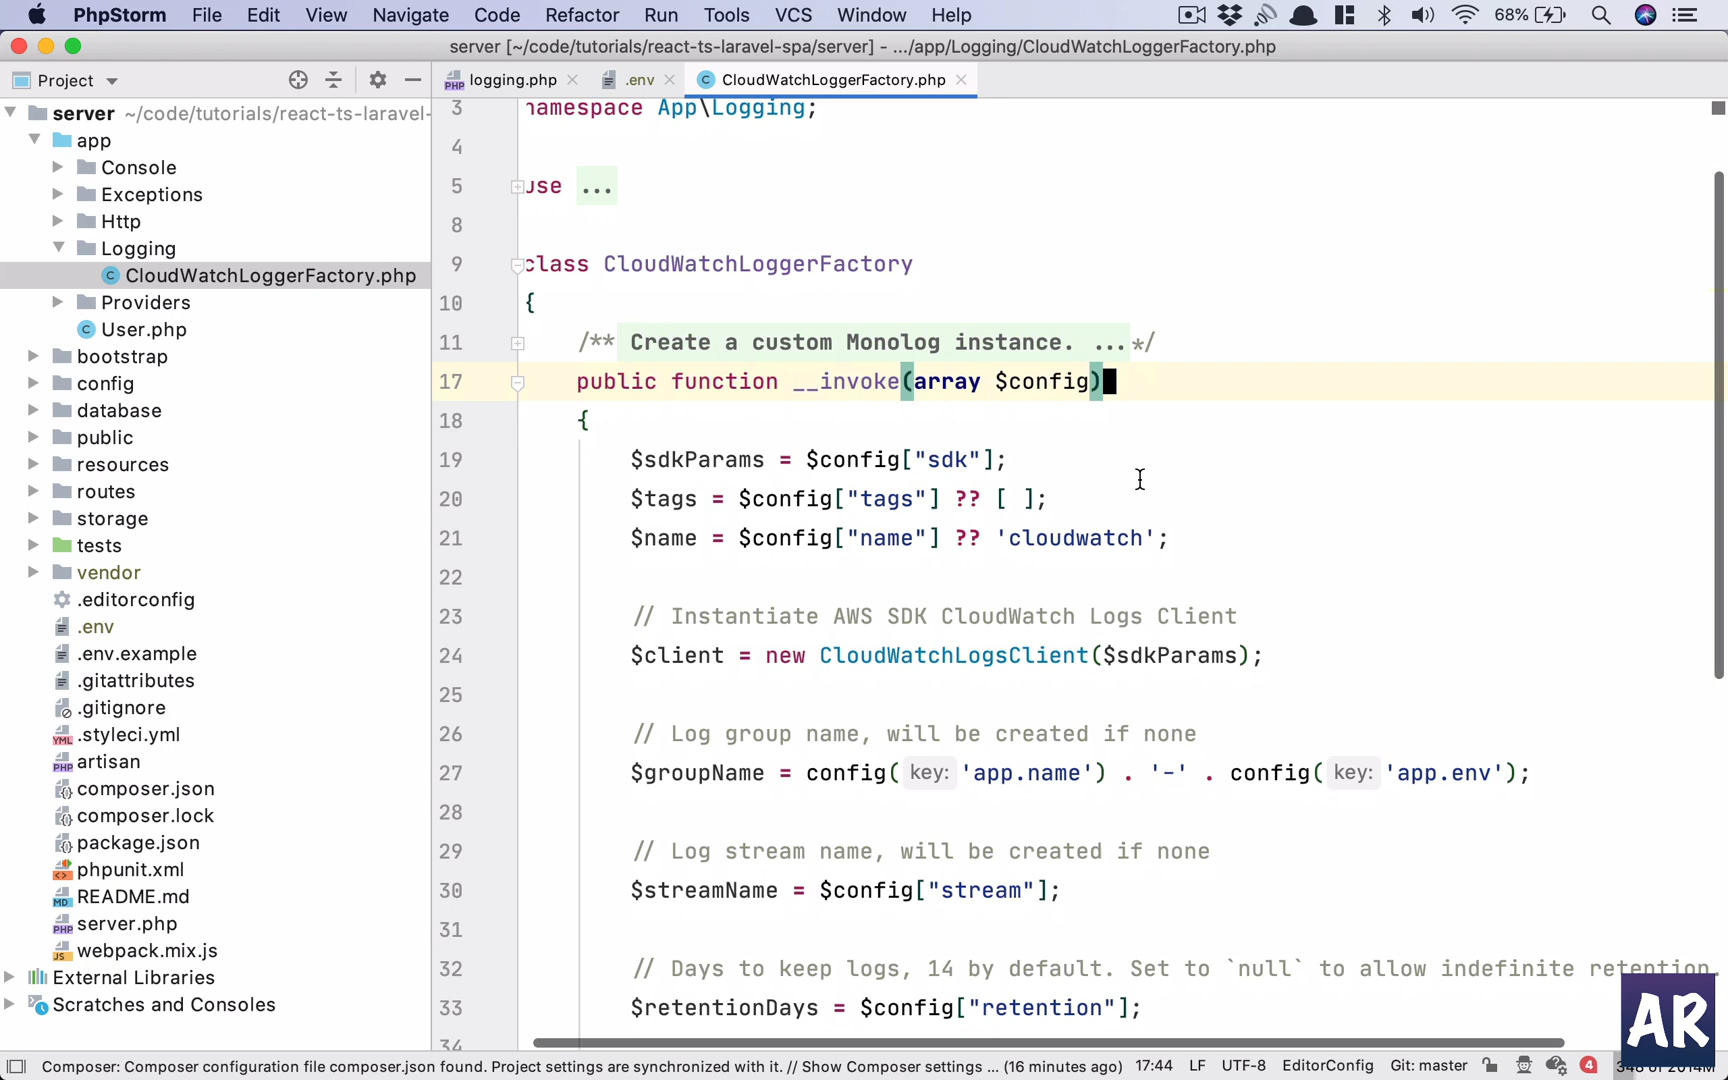 PhpStorm File Edit View Navigate Code Refactor Run Tools VCS Window Help 68%
server [~/code/tutorials/react-ts-laravel-spa/server] - .../app/Logging/CloudWatchLoggerFactory.php
Project
logging.php .env CloudWatchLoggerFactory.php
server ~/code/tutorials/react-ts-laravel-
app
Console
Exceptions
Http
Logging
CloudWatchLoggerFactory.php
Providers
User.php
bootstrap
config
database
public
resources
routes
storage
tests
vendor
.editorconfig
.env
.env.example
.gitattributes
.gitignore
.styleci.yml
artisan
composer.json
composer.lock
package.json
phpunit.xml
README.md
server.php
webpack.mix.js
External Libraries
Scratches and Consoles
3 namespace App\Logging;
4
5 use ...
8
9 class CloudWatchLoggerFactory
10 {
11 /** Create a custom Monolog instance. ...*/
17 public function __invoke(array $config)
18 {
19 $sdkParams = $config["sdk"];
20 $tags = $config["tags"] ?? [ ];
21 $name = $config["name"] ?? 'cloudwatch';
22
23 // Instantiate AWS SDK CloudWatch Logs Client
24 $client = new CloudWatchLogsClient($sdkParams);
25
26 // Log group name, will be created if none
27 $groupName = config( key: 'app.name') . '-' . config( key: 'app.env');
28
29 // Log stream name, will be created if none
30 $streamName = $config["stream"];
31
32 // Days to keep logs, 14 by default. Set to `null` to allow indefinite retention.
33 $retentionDays = $config["retention"];
34
AR
Composer: Composer configuration file composer.json found. Project settings are synchronized with it. // Show Composer settings ... (16 minutes ago) 17:44 LF UTF-8 EditorConfig Git: master 4